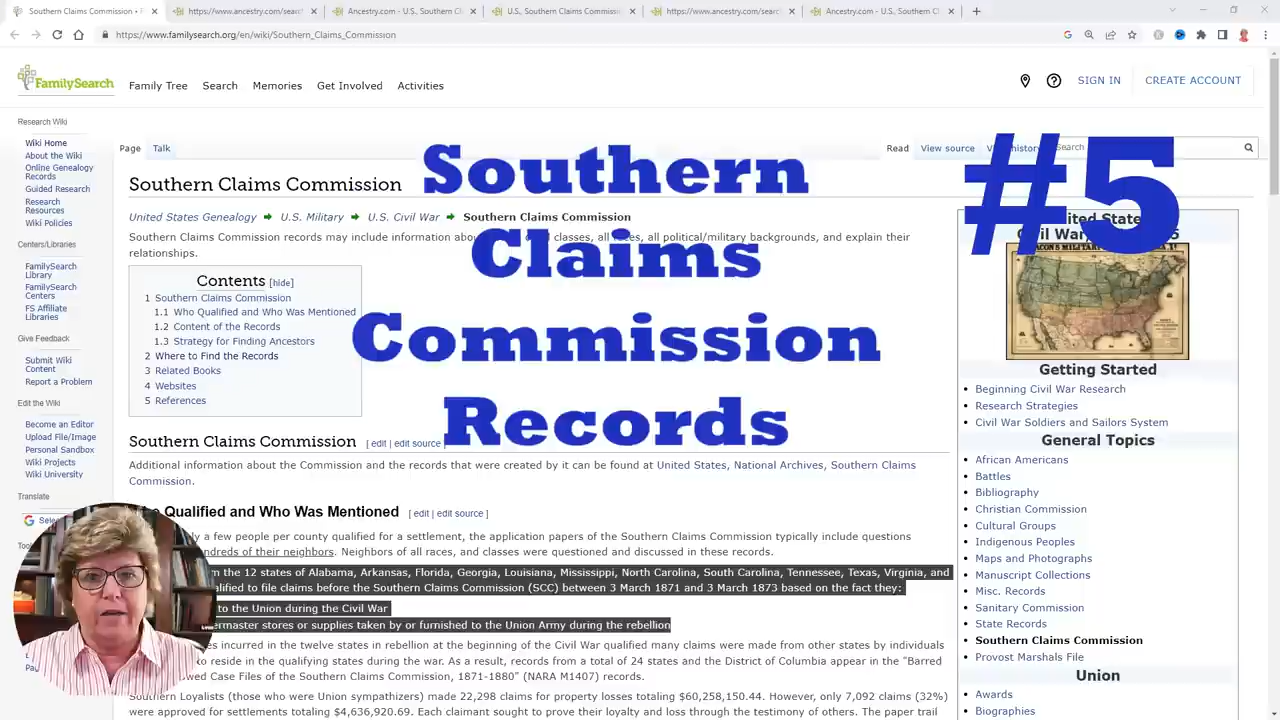 Southern Claims Commission •
https://www.ancestry.com/searc
Ancestry.com - U.S., Southern Cl
U.S., Southern Claims Commissio
https://www.ancestry.com/searc
Ancestry.com - U.S., Southern Cl
https://www.familysearch.org/en/wiki/Southern_Claims_Commission
FamilySearch
Family Tree Search Memories Get Involved Activities
SIGN IN CREATE ACCOUNT
Research Wiki
Wiki Home
About the Wiki
Online Genealogy
Records
Guided Research
Research
Resources
Wiki Policies
Centers/Libraries
FamilySearch
Library
FamilySearch
Centers
FS Affiliate
Libraries
Give Feedback
Submit Wiki
Content
Report a Problem
Edit the Wiki
Become an Editor
Upload File/Image
Personal Sandbox
Wiki Projects
Wiki University
Translate
Page Talk
Read View source history Search
#5
Southern
Claims
Commission
Records
Southern Claims Commission
United States Genealogy U.S. Military U.S. Civil War Southern Claims Commission
Southern Claims Commission records may include information classes, all all political/military backgrounds, and explain their
relationships.
Contents [hide]
1 Southern Claims Commission
1.1 Who Qualified and Who Was Mentioned
1.2 Content of the Records
1.3 Strategy for Finding Ancestors
2 Where to Find the Records
3 Related Books
4 Websites
5 References
Southern Claims Commission [ edit | edit source
Additional information about the Commission and the records that were created by it can be found at United States, National Archives, Southern Claims
Commission.
Qualified and Who Was Mentioned [ edit | edit source ]
a few people per county qualified for a settlement, the application papers of the Southern Claims Commission typically include questions
of their neighbors. Neighbors of all races, and classes were questioned and discussed in these records.
the 12 states of Alabama, Arkansas, Florida, Georgia, Louisiana, Mississippi, North Carolina, South Carolina, Tennessee, Texas, Virginia, and
to file claims before the Southern Claims Commission (SCC) between 3 March 1871 and 3 March 1873 based on the fact they:
to the Union during the Civil War
stores or supplies taken by or furnished to the Union Army during the rebellion
incurred in the twelve states in rebellion at the beginning of the Civil War qualified many claims were made from other states by individuals
to reside in the qualifying states during the war. As a result, records from a total of 24 states and the District of Columbia appear in the "Barred
Case Files of the Southern Claims Commission, 1871-1880" (NARA M1407) records.
Southern Loyalists (those who were Union sympathizers) made 22,298 claims for property losses totaling $60,258,150.44. However, only 7,092 claims (32%)
were approved for settlements totaling $4,636,920.69. Each claimant sought to prove their loyalty and loss through the testimony of others. The paper trail
Getting Started
Beginning Civil War Research
Research Strategies
Civil War Soldiers and Sailors System
General Topics
African Americans
Battles
Bibliography
Christian Commission
Cultural Groups
Indigenous Peoples
Maps and Photographs
Manuscript Collections
Misc. Records
Sanitary Commission
State Records
Southern Claims Commission
Provost Marshals File
Union
Awards
Biographies